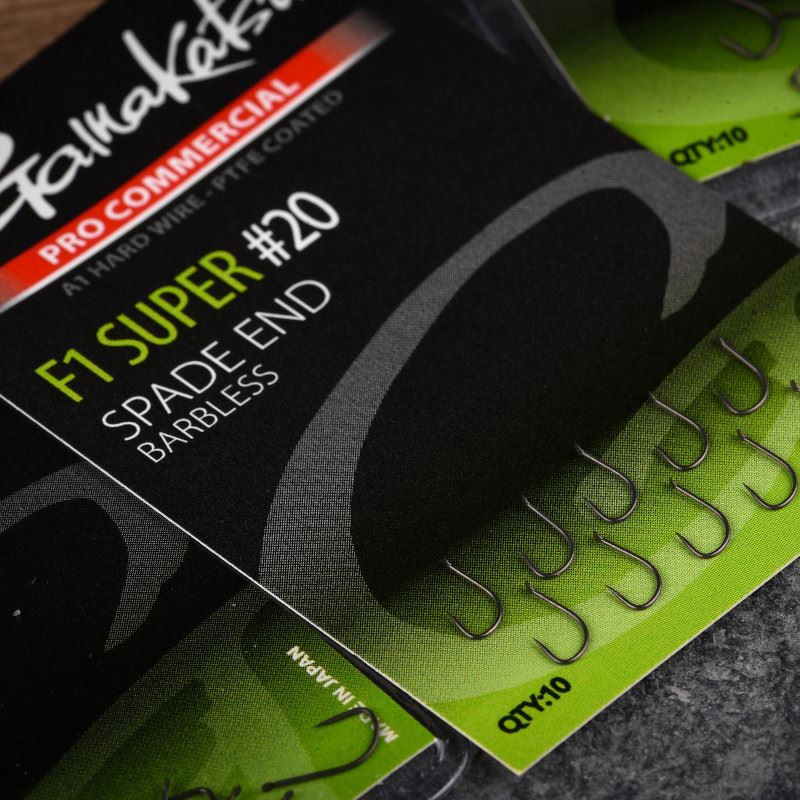 Gamakatsu
PRO COMMERCIAL
A1 HARD WIRE - PTFE COATED
F1 SUPER #20
SPADE END
BARBLESS
QTY:10
QTY:10
MADE IN JAPAN